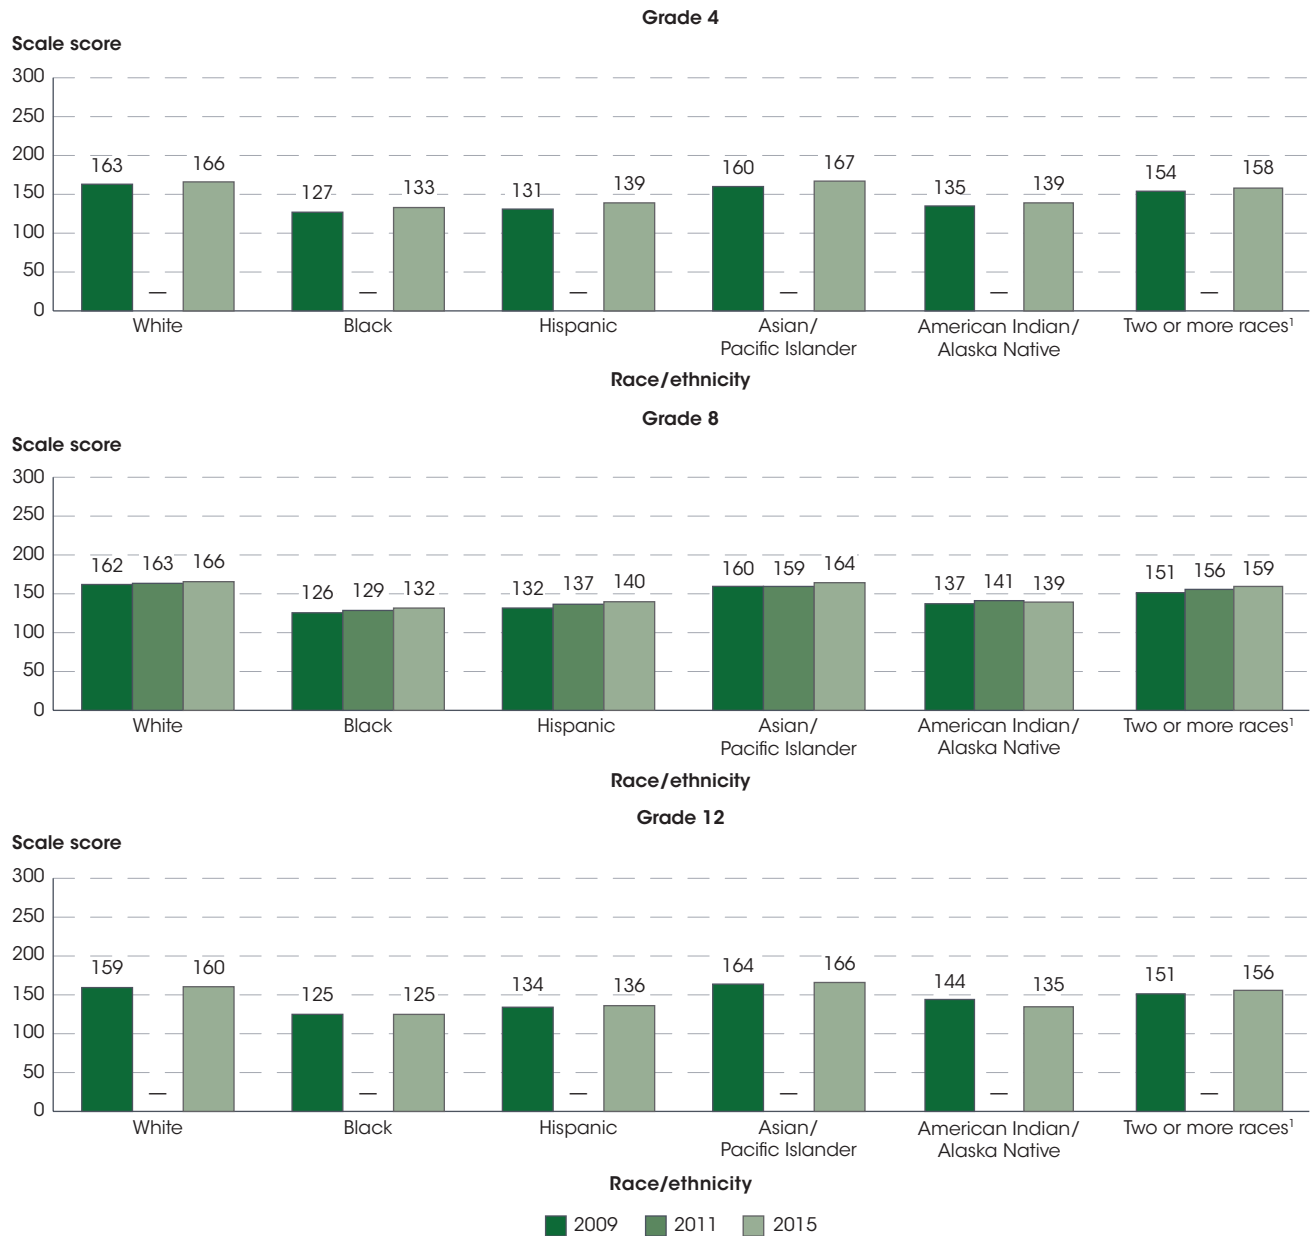 Grade 4
Scale score
300
250
200
150
100
50
0
163 — 166
127 — 133
131 — 139
160 — 167
135 — 139
154 — 158
White
Black
Hispanic
Asian/
Pacific Islander
American Indian/
Alaska Native
Two or more races¹
Race/ethnicity
Grade 8
Scale score
300
250
200
150
100
50
0
162 163 166
126 129 132
132 137 140
160 159 164
137 141 139
151 156 159
White
Black
Hispanic
Asian/
Pacific Islander
American Indian/
Alaska Native
Two or more races¹
Race/ethnicity
Grade 12
Scale score
300
250
200
150
100
50
0
159 — 160
125 — 125
134 — 136
164 — 166
144 — 135
151 — 156
White
Black
Hispanic
Asian/
Pacific Islander
American Indian/
Alaska Native
Two or more races¹
Race/ethnicity
2009 2011 2015